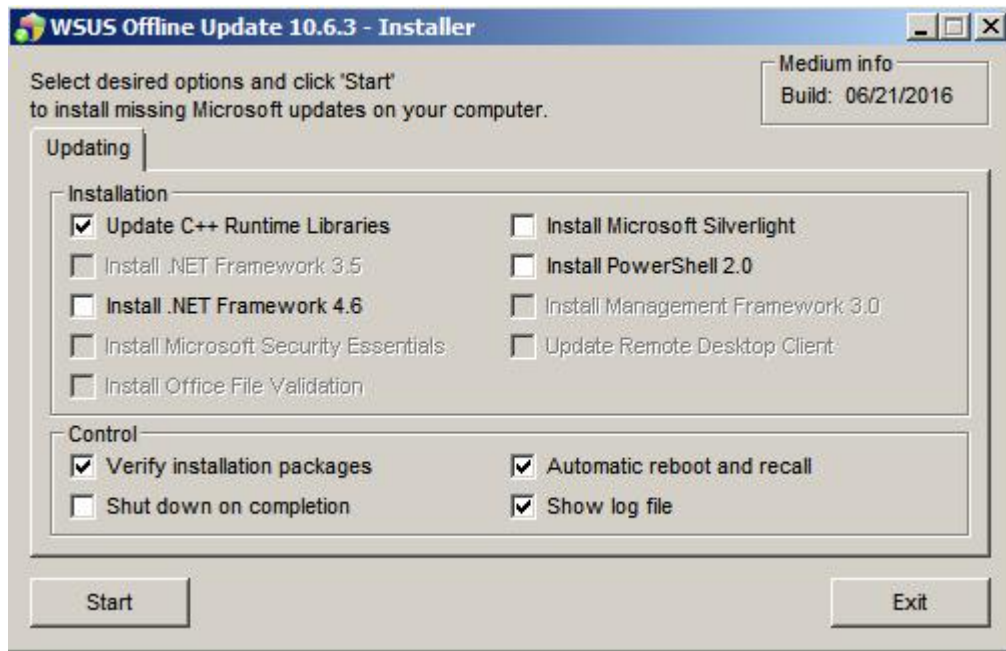 WSUS Offline Update 10.6.3 - Installer
Select desired options and click 'Start'
to install missing Microsoft updates on your computer.
Medium info
Build: 06/21/2016
Updating
Installation
Update C++ Runtime Libraries
Install Microsoft Silverlight
Install .NET Framework 3.5
Install PowerShell 2.0
Install .NET Framework 4.6
Install Management Framework 3.0
Install Microsoft Security Essentials
Update Remote Desktop Client
Install Office File Validation
Control
Verify installation packages
Automatic reboot and recall
Shut down on completion
Show log file
Start
Exit